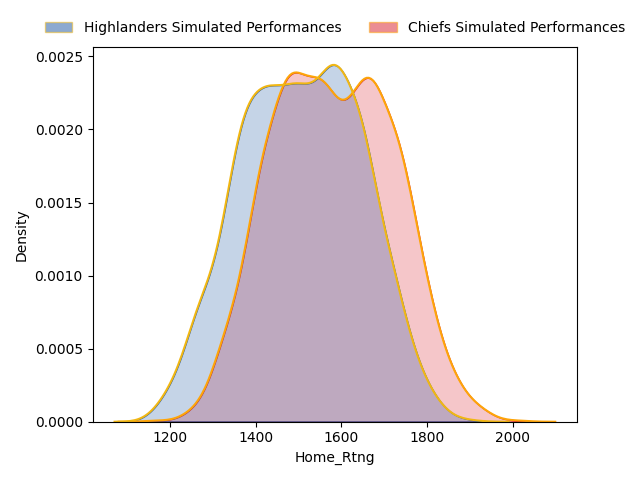 Highlanders Simulated Performances Chiefs Simulated Performances
0.0025
0.0020
0.0015
0.0010
0.0005
0.0000
Density
1200 1400 1600 1800 2000
Home_Rtng